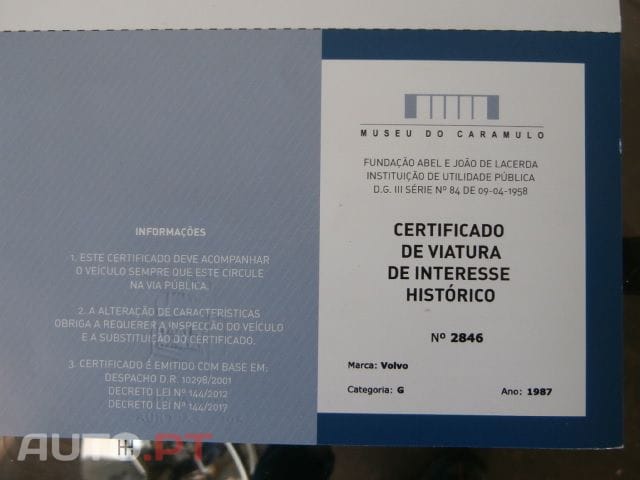 INFORMAÇÕES
1. ESTE CERTIFICADO DEVE ACOMPANHAR
O VEÍCULO SEMPRE QUE ESTE CIRCULE
NA VIA PÚBLICA.
2. A ALTERAÇÃO DE CARACTERÍSTICAS
OBRIGA A REQUERER A INSPECÇÃO DO VEÍCULO
E A SUBSTITUIÇÃO DO CERTIFICADO.
3. CERTIFICADO É EMITIDO COM BASE EM:
DESPACHO D.R. 10298/2001
DECRETO LEI Nº 144/2012
DECRETO LEI Nº 144/2017
MUSEU DO CARAMULO
FUNDAÇÃO ABEL E JOÃO DE LACERDA
INSTITUIÇÃO DE UTILIDADE PÚBLICA
D.G. III SÉRIE Nº 84 DE 09-04-1958
CERTIFICADO
DE VIATURA
DE INTERESSE
HISTÓRICO
Nº 2846
Marca: Volvo
Categoria: G Ano: 1987
AUTO.PT